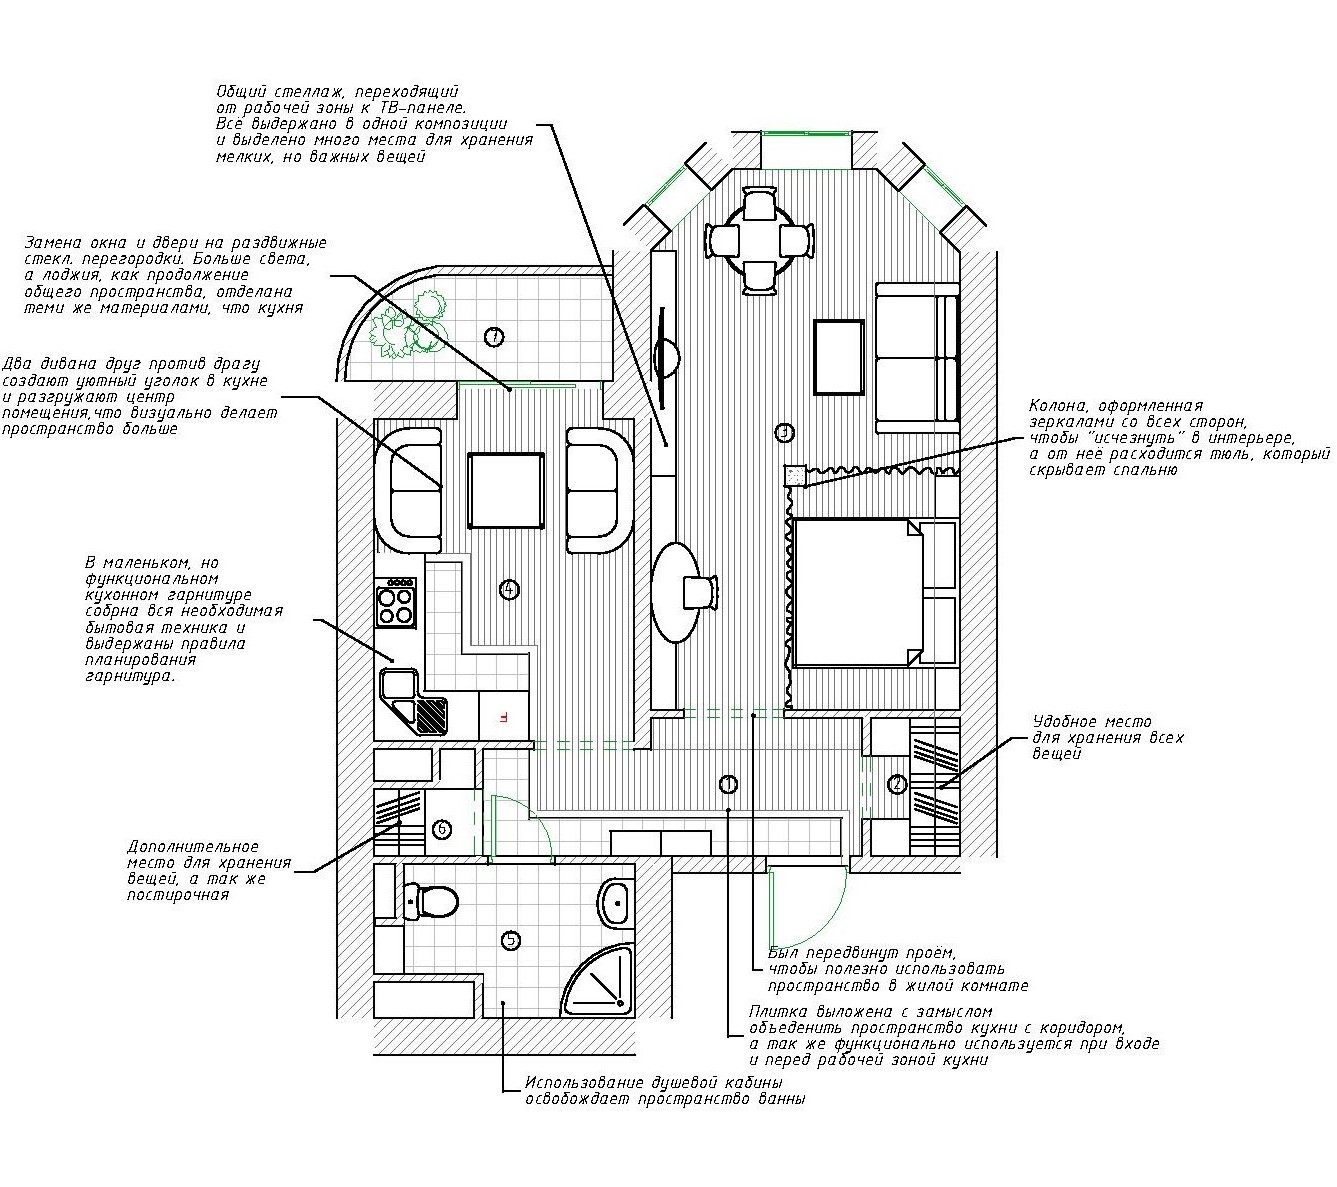 Общий стеллаж, переходящий
от рабочей зоны к ТВ-панеле.
Всё выдержано в одной композиции
и выделено много места для хранения
мелких, но важных вещей
Замена окна и двери на раздвижные
стекл. перегородки. Больше света,
а лоджия, как продолжение
общего пространства, отделана
теми же материалами, что кухня
Два дивана друг против драгу
создают уютный уголок в кухне
и разгружают центр
помещения,что визуально делает
пространство больше
Колона, оформленная
зеркалами со всех сторон,
чтобы "исчезнуть" в интерьере,
а от неё расходится тюль, который
скрывает спальню
В маленьком, но
функциональном
кухонном гарнитуре
собрна вся необходимая
бытовая техника и
выдержаны правила
планирования
гарнитура.
Удобное место
для хранения всех
вещей
Дополнительное
место для хранения
вещей, а так же
постирочная
Был передвинут проём,
чтобы полезно использовать
пространство в жилой комнате
Плитка выложена с замыслом
объеденить пространство кухни с коридором,
а так же функционально используется при входе
и перед рабочей зоной кухни
Использование душевой кабины
освобождает пространство ванны
7
3
4
1
2
6
5